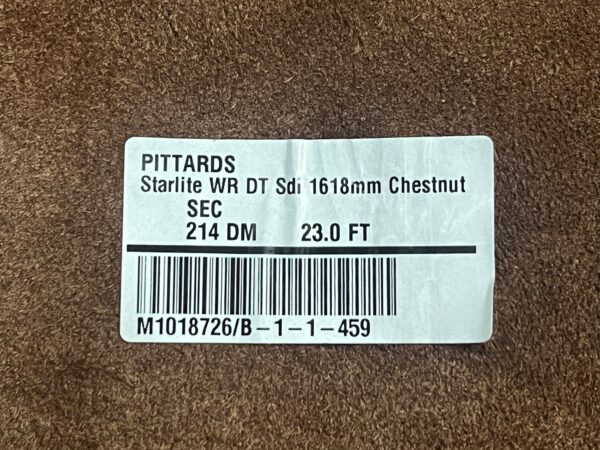 PITTARDS
Starlite WR DT Sdi 1618mm Chestnut
SEC
214 DM 23.0 FT
M1018726/B-1-1-459